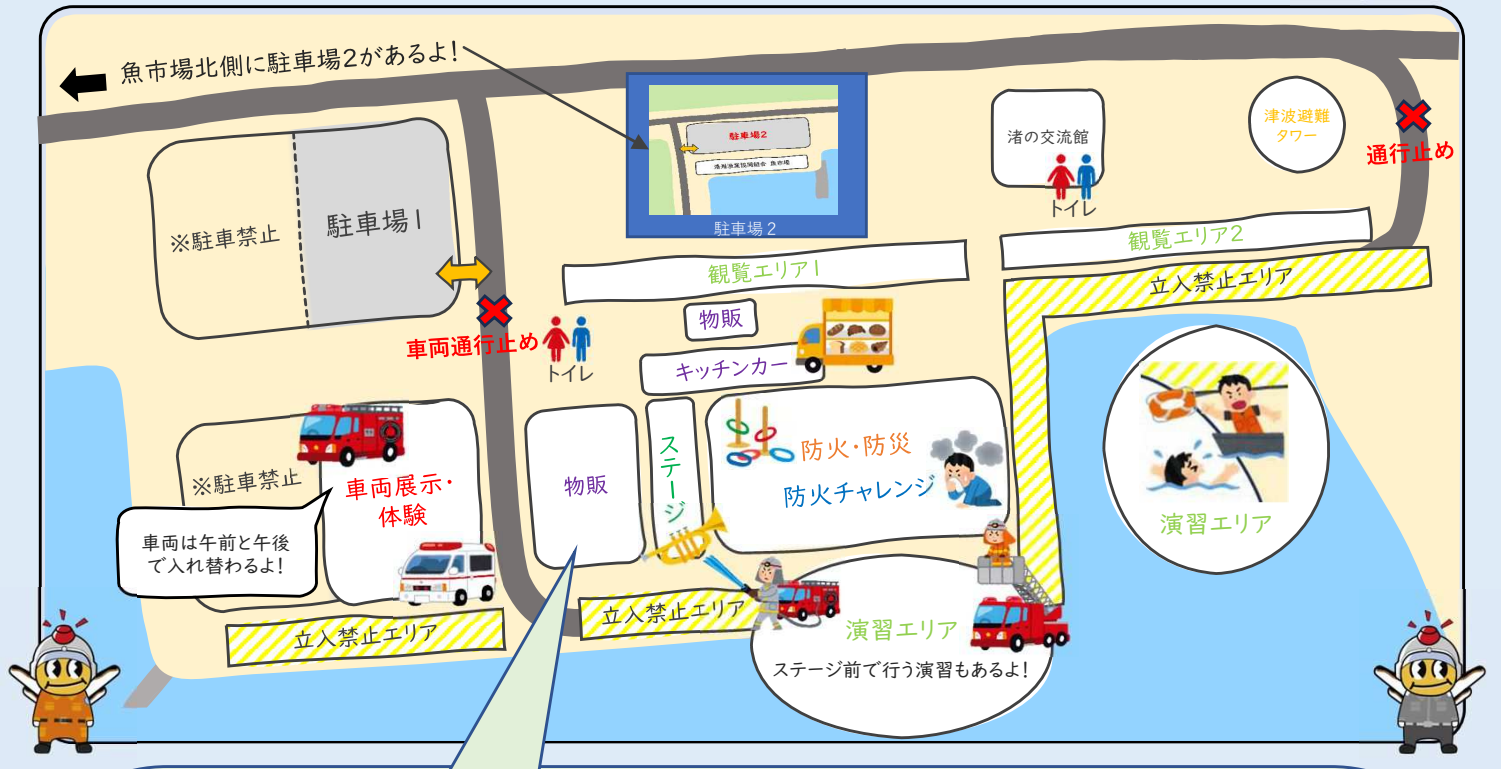 魚市場北側に駐車場2があるよ!
駐車場2
駐車場2
渚の交流館
トイレ
津波避難
タワー
通行止め
※駐車禁止
駐車場1
観覧エリア1
観覧エリア2
立入禁止エリア
物販
車両通行止め
トイレ
キッチンカー
※駐車禁止
車両展示・
体験
物販
ステージ
防火・防災
防火チャレンジ
演習エリア
車両は午前と午後
で入れ替わるよ!
立入禁止エリア
立入禁止エリア
演習エリア
ステージ前で行う演習もあるよ!